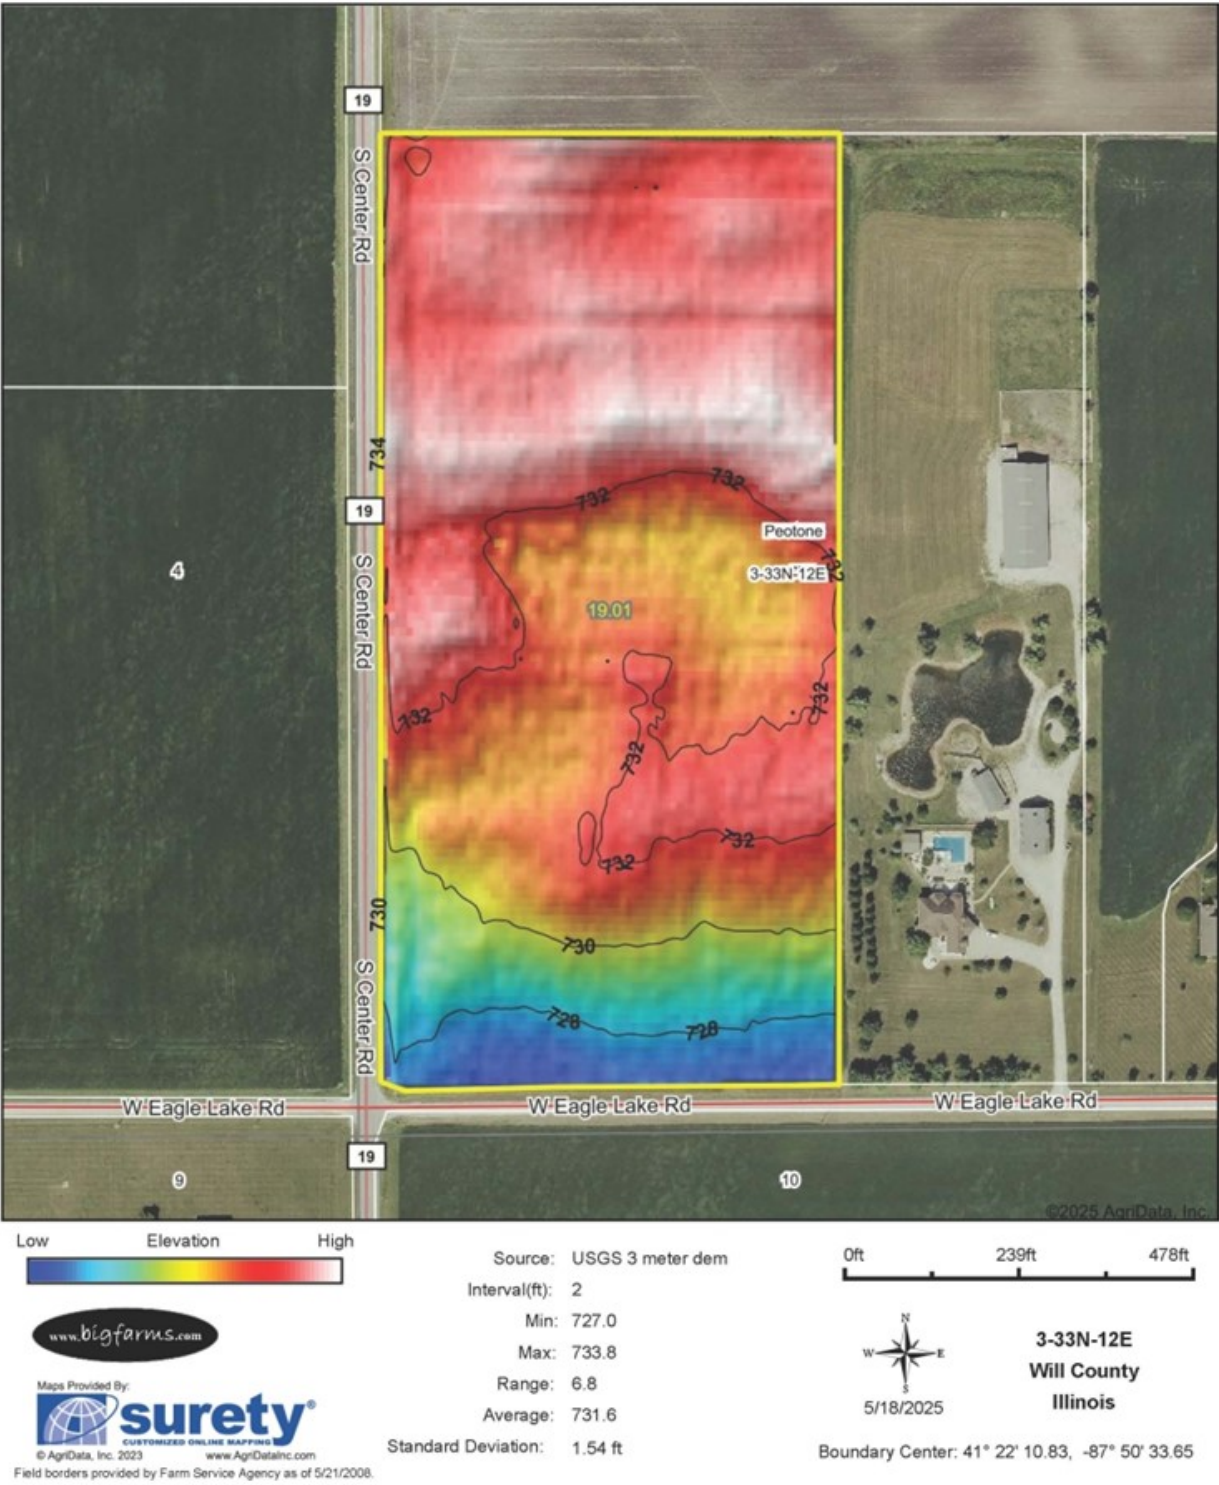 19
S Center Rd
734
732
732
19
Peotone
732
3-33N-12E
4
S Center Rd
19.01
732
732
732
732
732
730
730
S Center Rd
728
728
W Eagle Lake Rd
W Eagle Lake Rd
W Eagle Lake Rd
19
9
10
©2025 AgriData, Inc.
Low Elevation High
www.bigfarms.com
Maps Provided By:
surety®
CUSTOMIZED ONLINE MAPPING
© AgriData, Inc. 2023 www.AgriDataInc.com
Field borders provided by Farm Service Agency as of 5/21/2008.
Source: USGS 3 meter dem
Interval(ft): 2
Min: 727.0
Max: 733.8
Range: 6.8
Average: 731.6
Standard Deviation: 1.54 ft
0ft 239ft 478ft
N
W E
S
5/18/2025
3-33N-12E
Will County
Illinois
Boundary Center: 41° 22' 10.83, -87° 50' 33.65